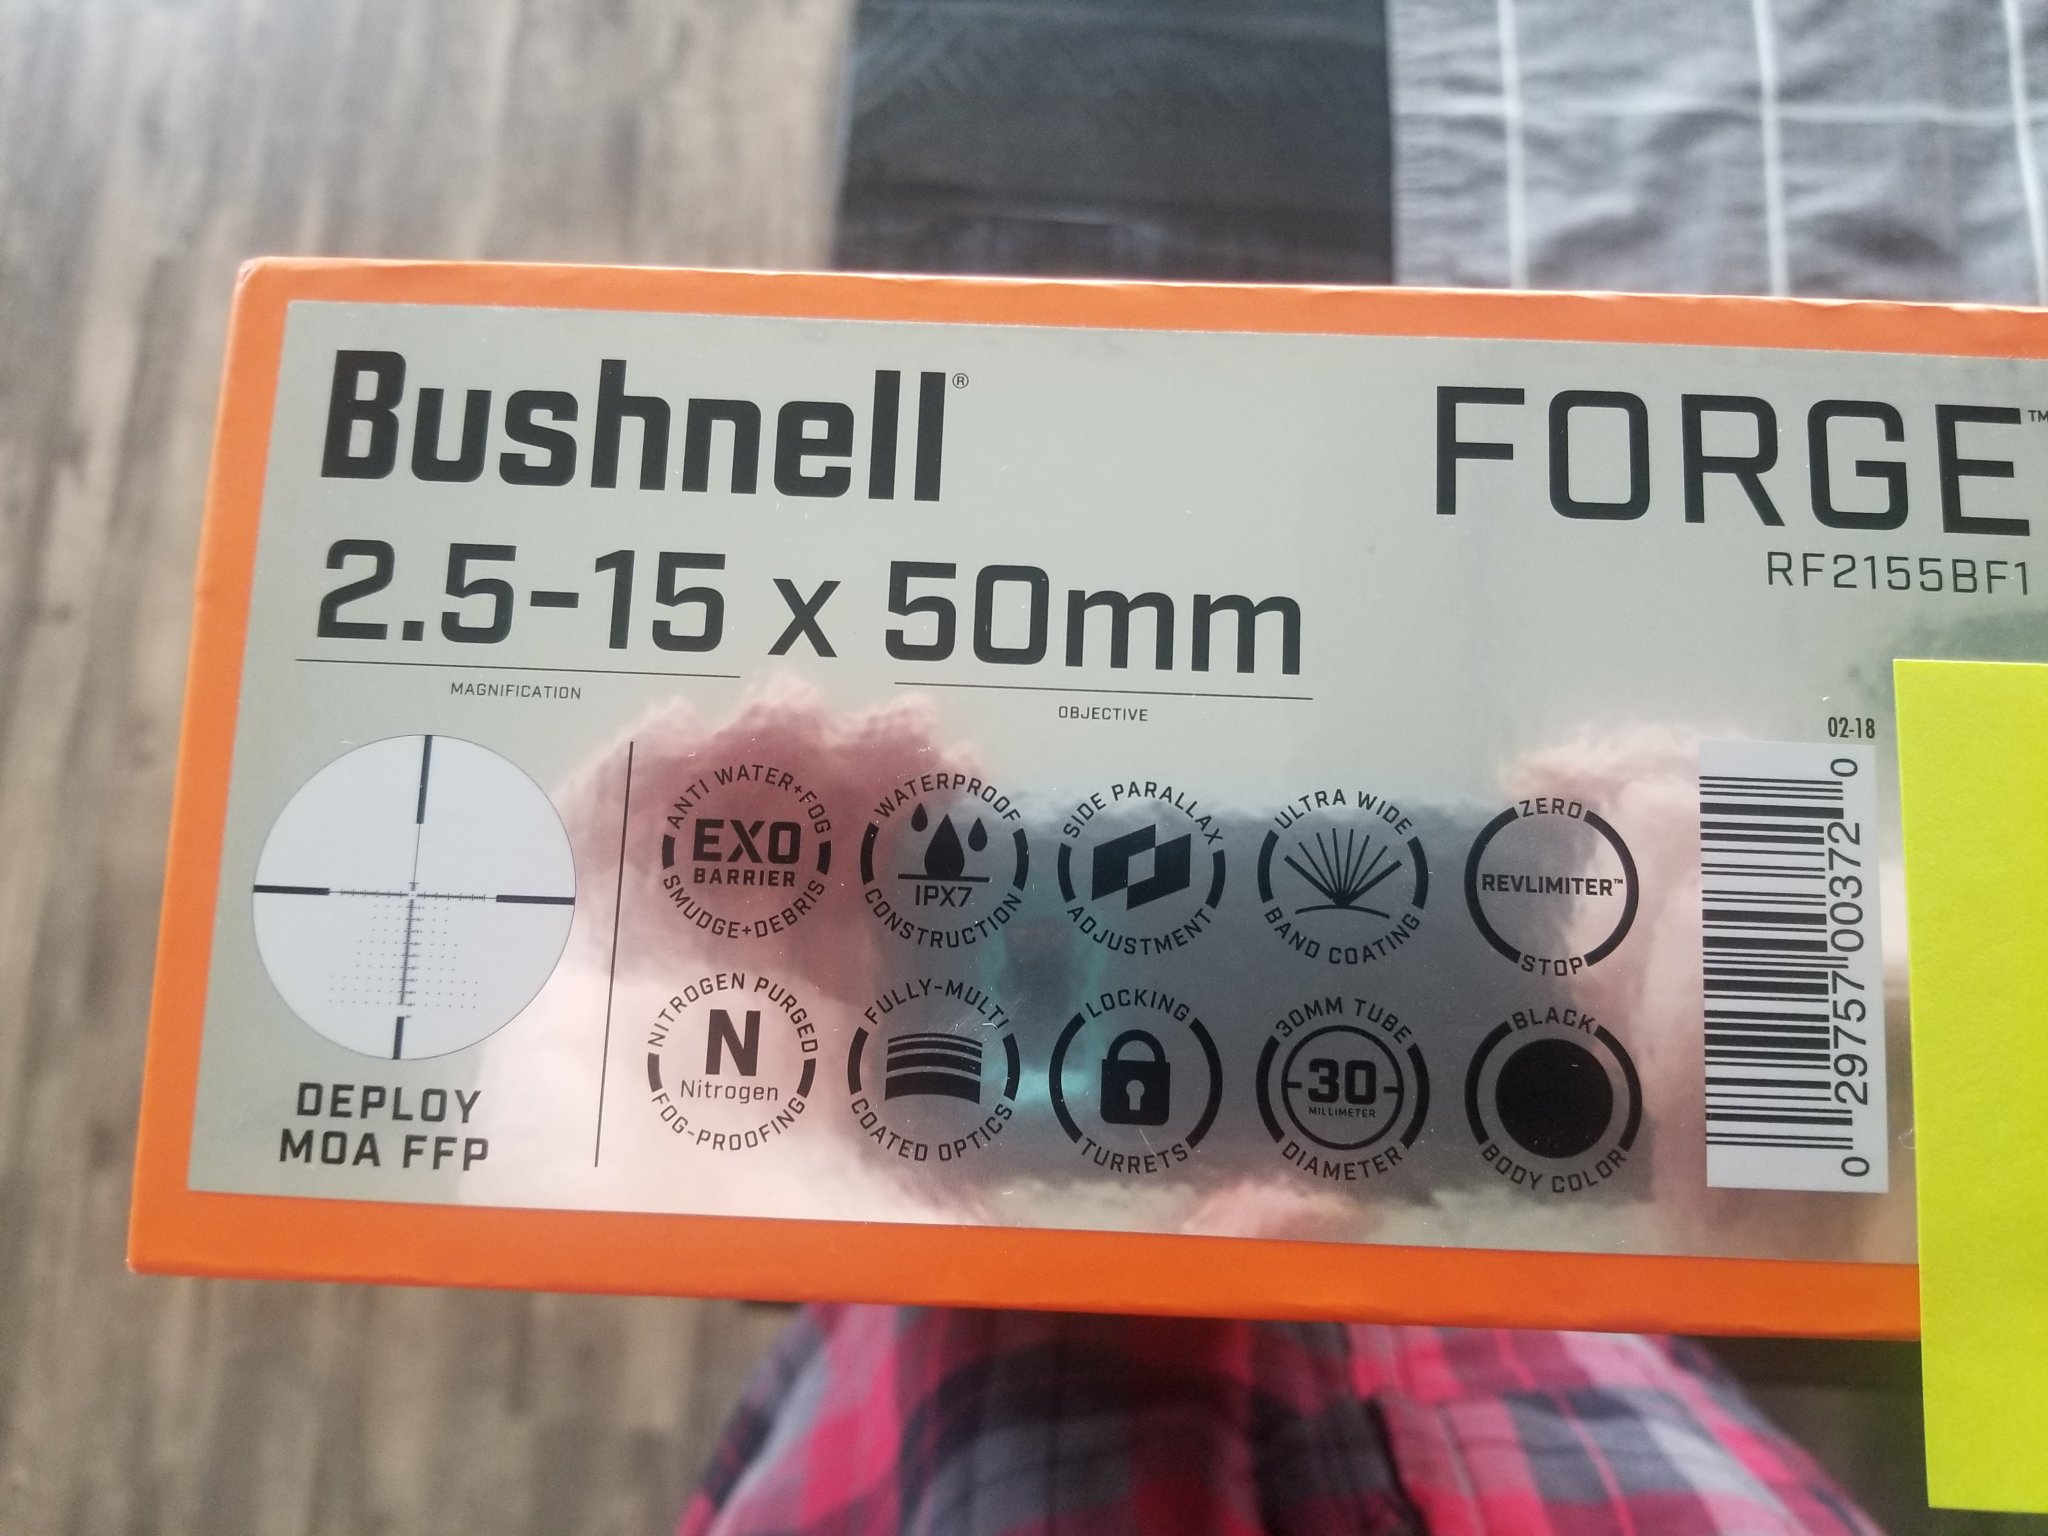 Bushnell®
FORGE™
RF2155BF1
2.5-15 x 50mm
MAGNIFICATION
OBJECTIVE
DEPLOY
MOA FFP
ANTI WATER+FOG
EXO
BARRIER
SMUDGE+DEBRIS
WATERPROOF
IPX7
CONSTRUCTION
SIDE PARALLAX
ADJUSTMENT
ULTRA WIDE
BAND COATING
ZERO
REVLIMITER™
STOP
NITROGEN PURGED
N
Nitrogen
FOG-PROOFING
FULLY-MULTI
COATED OPTICS
LOCKING
TURRETS
30MM TUBE
30
MILLIMETER
DIAMETER
BLACK
BODY COLOR
02-18
0 29757 00372 0